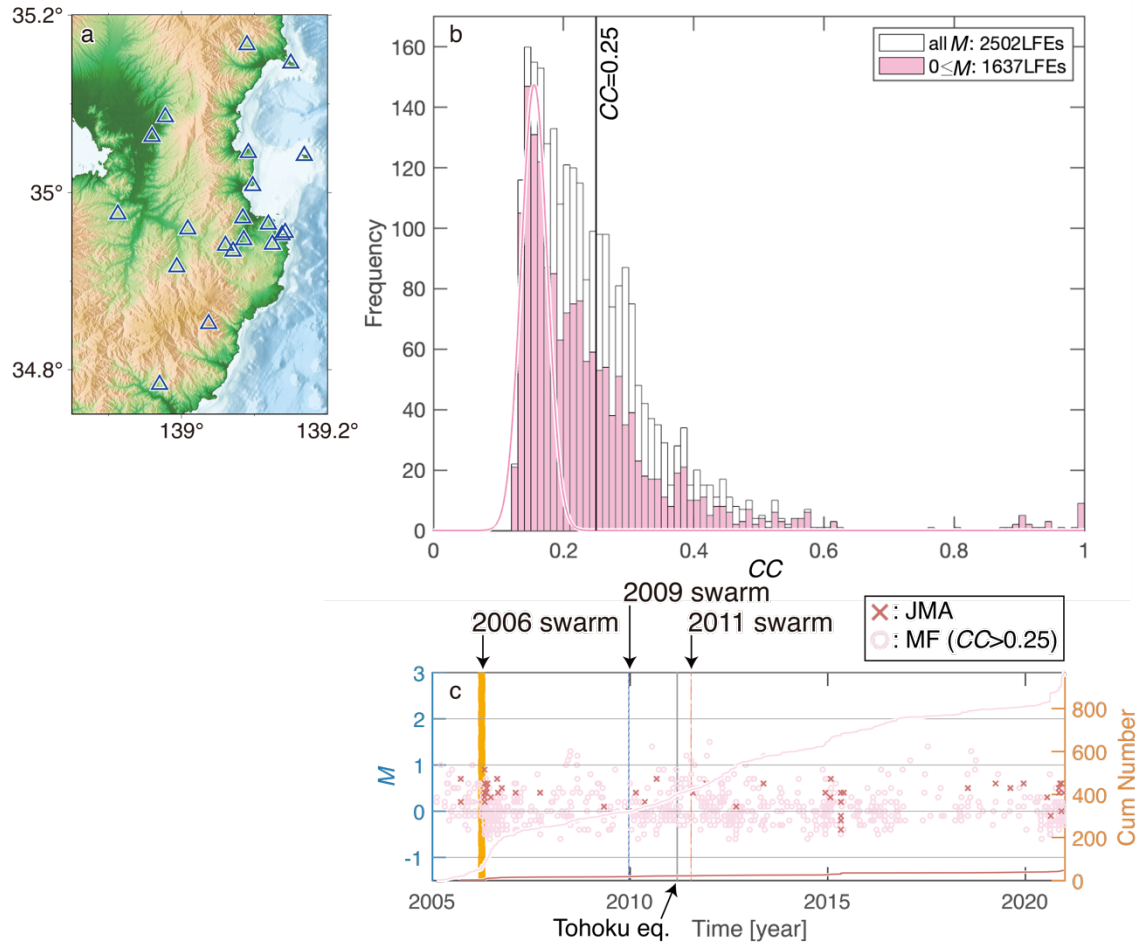 35.2°
35°
34.8°
139°
139.2°
a
b
160
140
120
100
80
60
40
20
0
Frequency
CC=0.25
all M: 2502LFEs
0≤M: 1637LFEs
0
0.2
0.4
0.6
0.8
1
CC
2009 swarm
2006 swarm
2011 swarm
×: JMA
○: MF (CC>0.25)
c
3
2
1
0
-1
M
800
600
400
200
0
Cum Number
2005
2010
2015
2020
Tohoku eq.
Time [year]